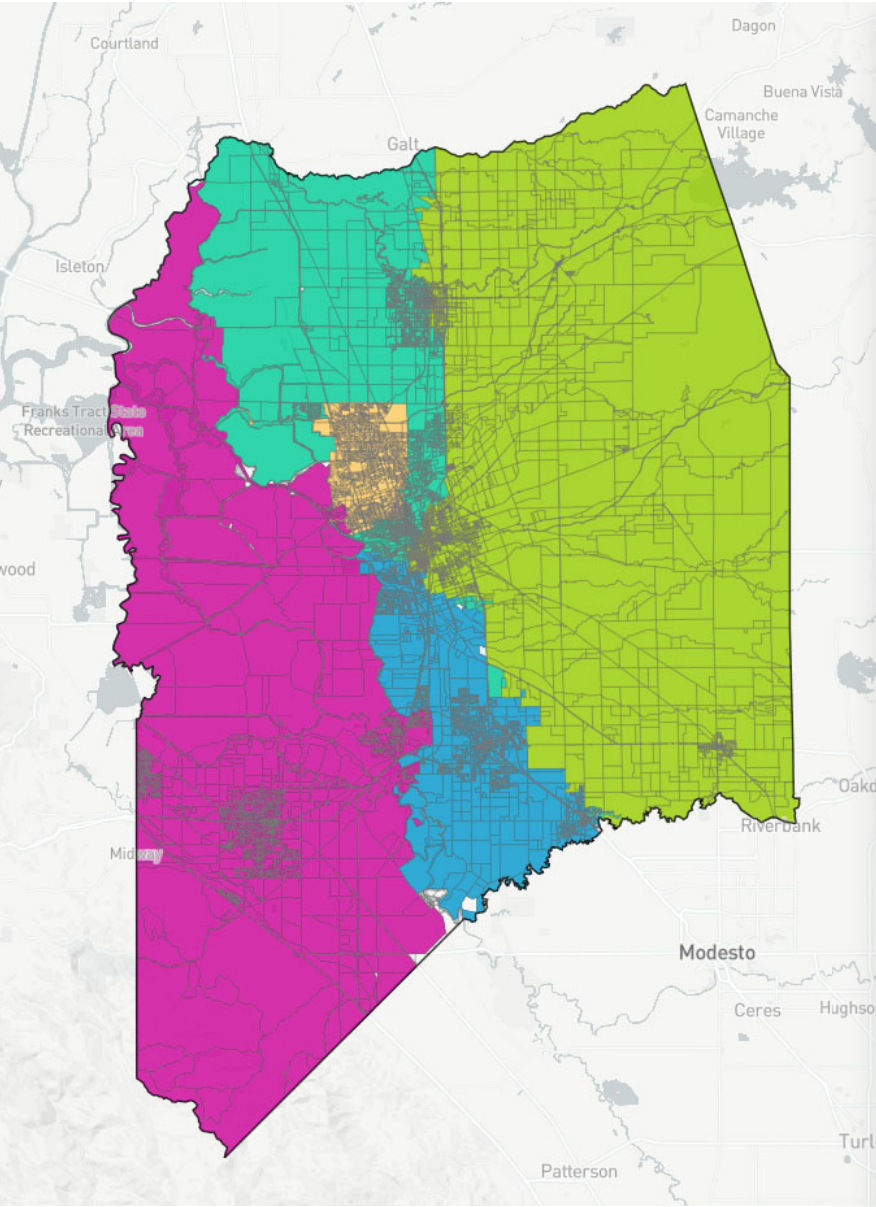 Dagon
Courtland
Buena Vista
Camanche
Village
Galt
Isleton
Franks Tract State
Recreational Area
wood
Oakd
Riverbank
Midway
Modesto
Ceres
Hughso
Turl
Patterson